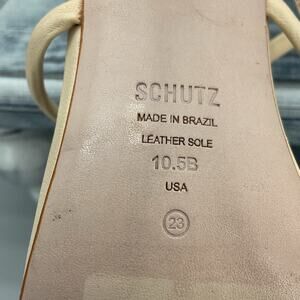 SCHUTZ
MADE IN BRAZIL
LEATHER SOLE
10.5B
USA
23